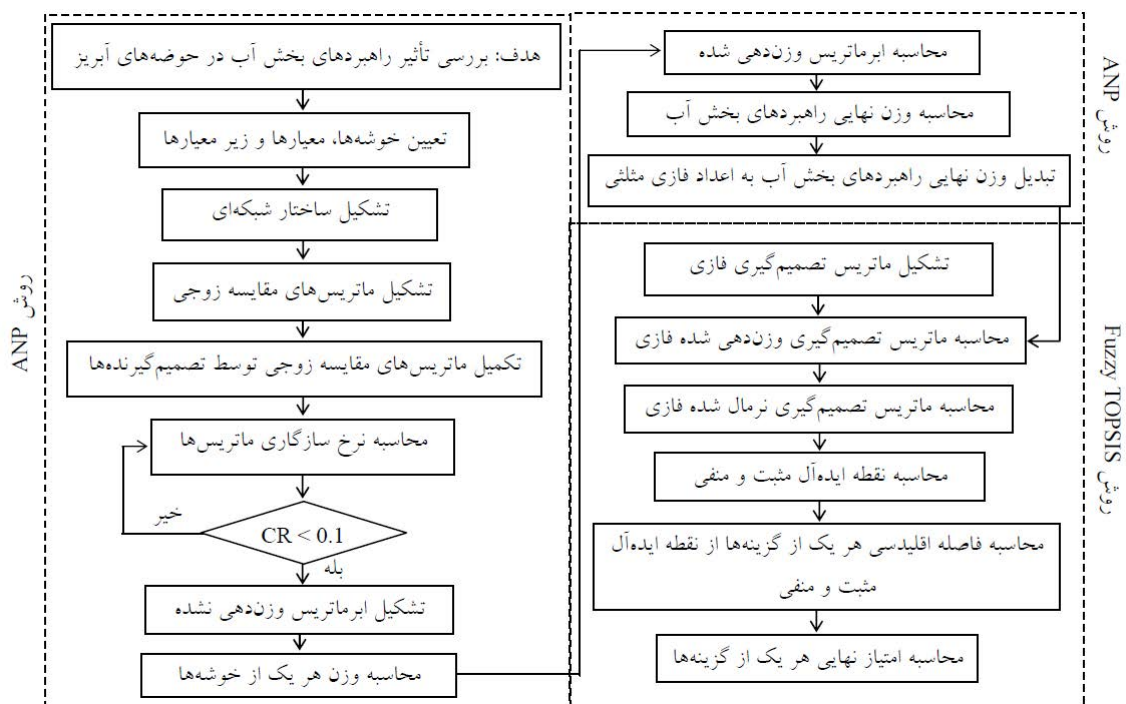 هدف: بررسی تأثیر راهبردهای بخش آب در حوضه‌های آبریز
تعیین خوشه‌ها، معیارها و زیر معیارها
تشکیل ساختار شبکه‌ای
تشکیل ماتریس‌های مقایسه زوجی
تکمیل ماتریس‌های مقایسه زوجی توسط تصمیم‌گیرنده‌ها
محاسبه نرخ سازگاری ماتریس‌ها
خیر
CR < 0.1
بله
تشکیل ابرماتریس وزن‌دهی نشده
محاسبه وزن هر یک از خوشه‌ها
روش ANP
محاسبه ابرماتریس وزن‌دهی شده
محاسبه وزن نهایی راهبردهای بخش آب
تبدیل وزن نهایی راهبردهای بخش آب به اعداد فازی مثلثی
روش ANP
تشکیل ماتریس تصمیم‌گیری فازی
محاسبه ماتریس تصمیم‌گیری وزن‌دهی شده فازی
محاسبه ماتریس تصمیم‌گیری نرمال شده فازی
محاسبه نقطه ایده‌آل مثبت و منفی
محاسبه فاصله اقلیدسی هر یک از گزینه‌ها از نقطه ایده‌آل
مثبت و منفی
محاسبه امتیاز نهایی هر یک از گزینه‌ها
روش Fuzzy TOPSIS